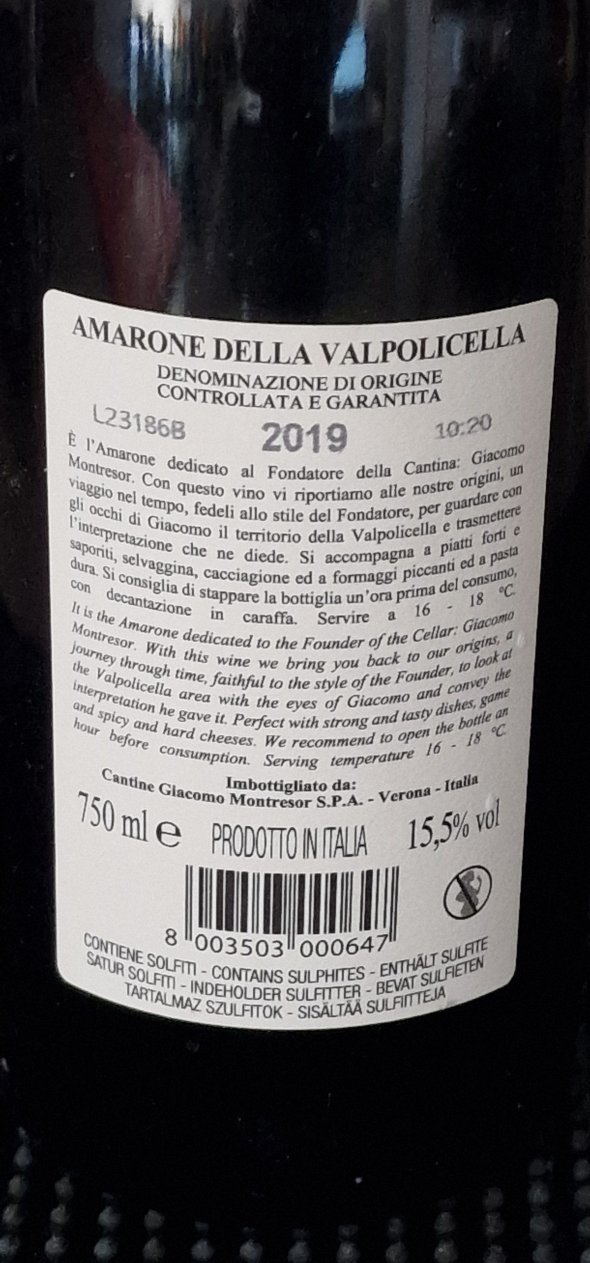 AMARONE DELLA VALPOLICELLA
DENOMINAZIONE DI ORIGINE
CONTROLLATA E GARANTITA
L23186B 2019 10:20
È l'Amarone dedicato al Fondatore della Cantina: Giacomo
Montresor. Con questo vino vi riportiamo alle nostre origini, un
viaggio nel tempo, fedeli allo stile del Fondatore, per guardare con
gli occhi di Giacomo il territorio della Valpolicella e trasmettere
l'interpretazione che ne diede. Si accompagna a piatti forti e
saporiti, selvaggina, cacciagione ed a formaggi piccanti ed a pasta
dura. Si consiglia di stappare la bottiglia un'ora prima del consumo,
con decantazione in caraffa. Servire a 16 - 18 °C.
It is the Amarone dedicated to the Founder of the Cellar: Giacomo
Montresor. With this wine we bring you back to our origins, a
journey through time, faithful to the style of the Founder, to look at
the Valpolicella area with the eyes of Giacomo and convey the
interpretation he gave it. Perfect with strong and tasty dishes, game
and spicy and hard cheeses. We recommend to open the bottle an
hour before consumption. Serving temperature 16 - 18 °C.
Imbottigliato da:
Cantine Giacomo Montresor S.P.A. - Verona - Italia
750 ml e PRODOTTO IN ITALIA 15,5% vol
8 003503 000647
CONTIENE SOLFITI - CONTAINS SULPHITES - ENTHÄLT SULFITE
SATUR SOLFITI - INDEHOLDER SULFITTER - BEVAT SULFIETEN
TARTALMAZ SZULFITOK - SISÄLTÄÄ SULFIITTEJA